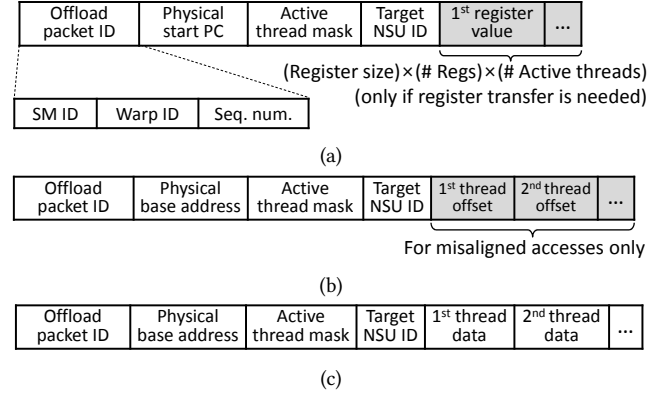 Offload packet ID
Physical start PC
Active thread mask
Target NSU ID
1st register value
...
(Register size)×(# Regs)×(# Active threads)
(only if register transfer is needed)
SM ID
Warp ID
Seq. num.
(a)
Offload packet ID
Physical base address
Active thread mask
Target NSU ID
1st thread offset
2nd thread offset
...
For misaligned accesses only
(b)
Offload packet ID
Physical base address
Active thread mask
Target NSU ID
1st thread data
2nd thread data
...
(c)